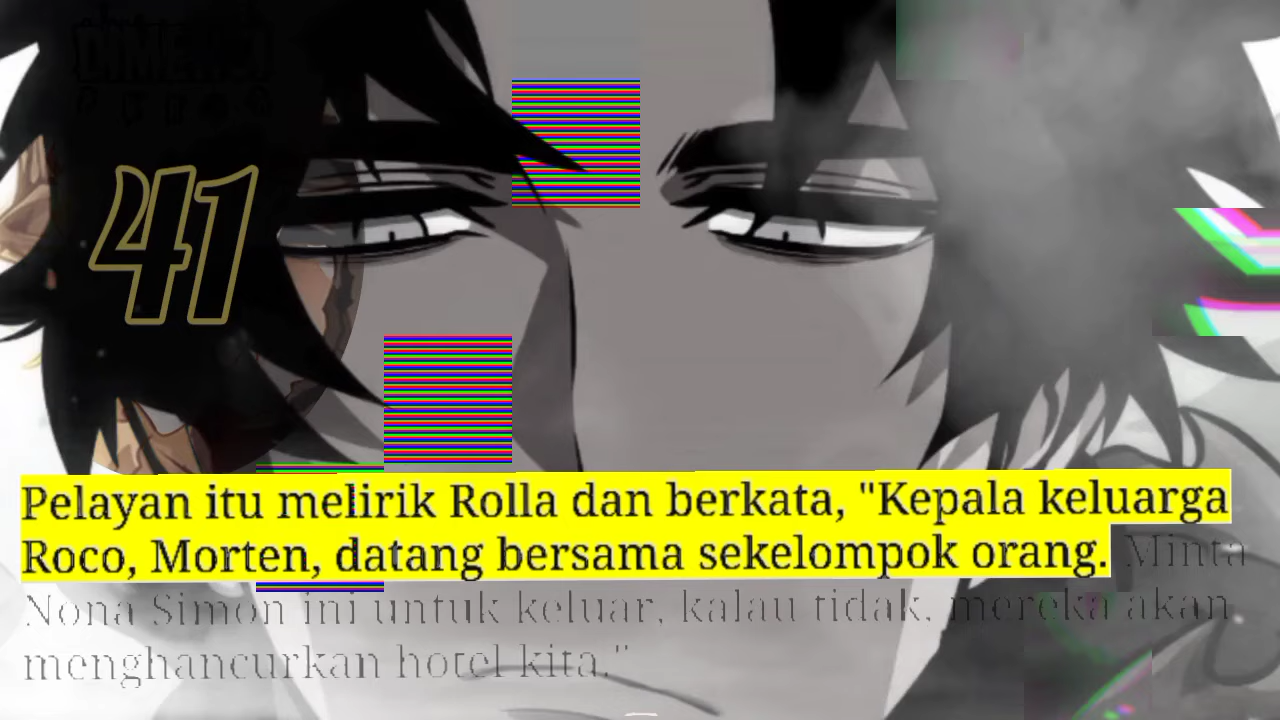 41
Pelayan itu melirik Rolla dan berkata, "Kepala keluarga
Roco, Morten, datang bersama sekelompok orang. Minta
Nona Simon ini untuk keluar, kalau tidak, mereka akan
menghancurkan hotel kita."